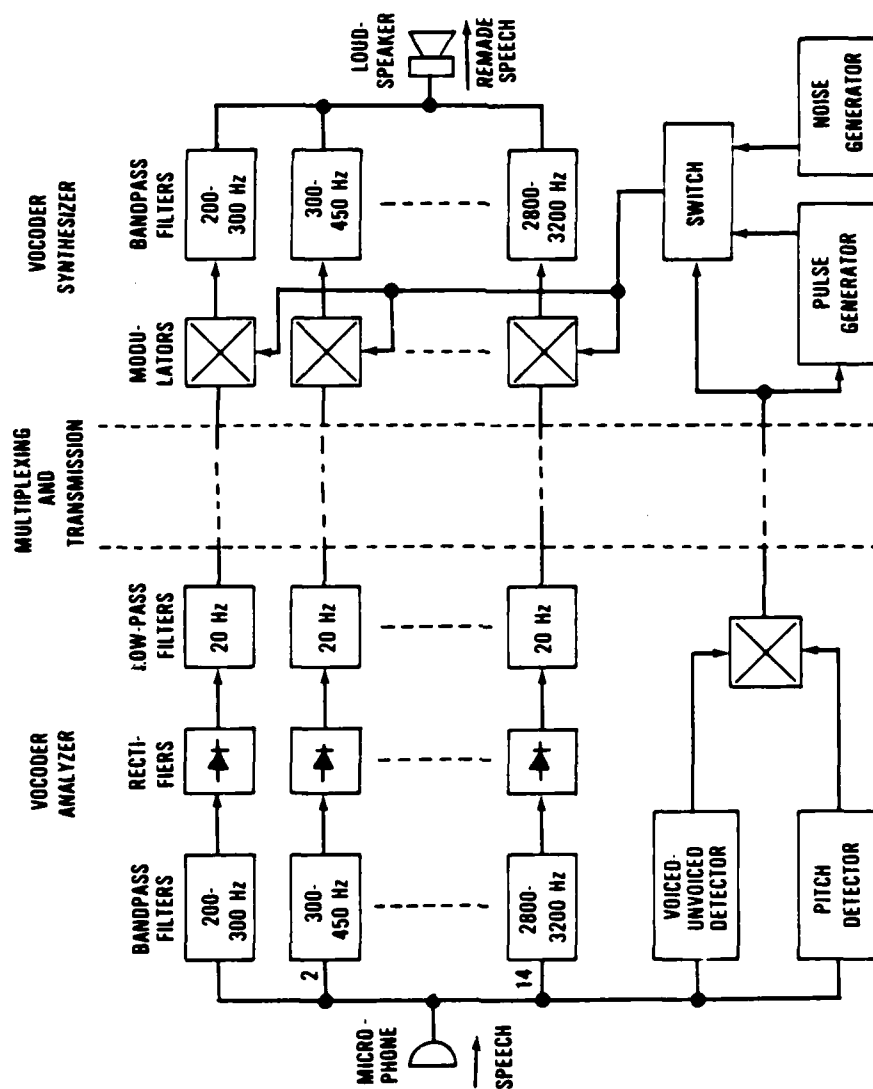 VOCODER
ANALYZER
MULTIPLEXING
AND
TRANSMISSION
VOCODER
SYNTHESIZER
BANDPASS
FILTERS
RECTI-
FIERS
LOW-PASS FILTERS
MODU-
LATORS
BANDPASS
FILTERS
200-
300 Hz
20 Hz
200-
300 Hz
2
300-
450 Hz
20 Hz
300-
450 Hz
MICRO-
PHONE
SPEECH
LOUD-
SPEAKER
REMADE
SPEECH
14
2800-
3200 Hz
20 Hz
2800-
3200 Hz
VOICED-
UNVOICED
DETECTOR
SWITCH
PITCH
DETECTOR
PULSE
GENERATOR
NOISE
GENERATOR